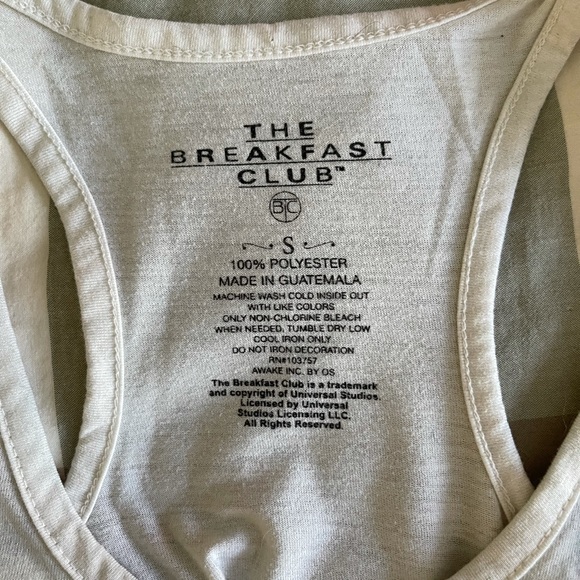 THE
BREAKFAST
CLUB™
BTC
S
100% POLYESTER
MADE IN GUATEMALA
MACHINE WASH COLD INSIDE OUT
WITH LIKE COLORS
ONLY NON-CHLORINE BLEACH
WHEN NEEDED, TUMBLE DRY LOW
COOL IRON ONLY
DO NOT IRON DECORATION
RN#103757
AWAKE INC. BY OS
The Breakfast Club is a trademark
and copyright of Universal Studios.
Licensed by Universal
Studios Licensing LLC.
All Rights Reserved.